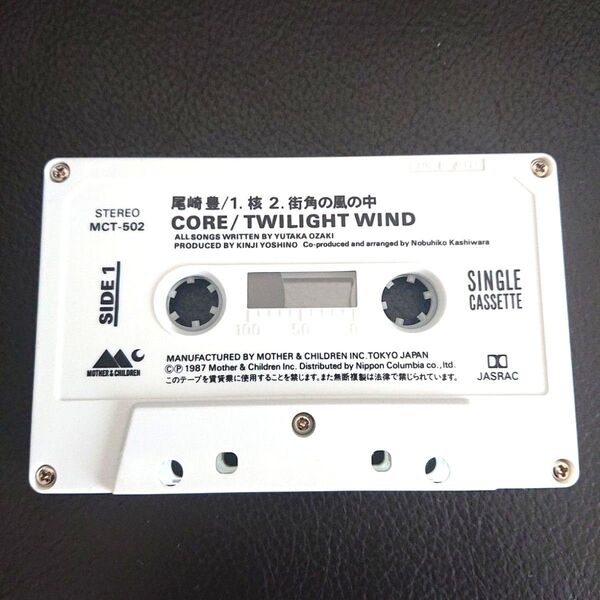 尾崎 豊/1. 核 2. 街角の風の中
STEREO
MCT-502
CORE/TWILIGHT WIND
ALL SONGS WRITTEN BY YUTAKA OZAKI
PRODUCED BY KINJI YOSHINO Co-produced and arranged by Nobuhiko Kashiwara
SIDE 1
SINGLE
CASSETTE
100 50 0
MOTHER & CHILDREN
MANUFACTURED BY MOTHER & CHILDREN INC. TOKYO JAPAN
©Ⓟ 1987 Mother & Children Inc. Distributed by Nippon Columbia co., ltd.
このテープを賃貸業に使用することを禁じます。また無断複製は法律で禁じられています。
JASRAC